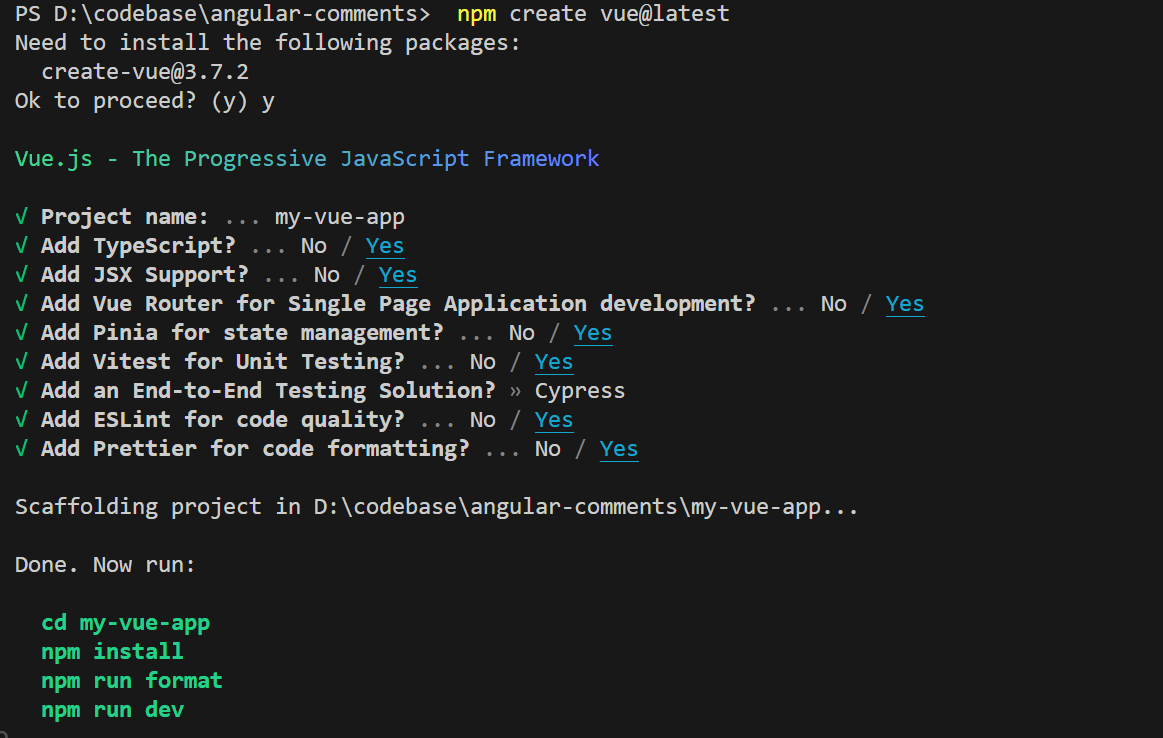 PS D:\codebase\angular-comments>  npm create vue@latest
Need to install the following packages:
  create-vue@3.7.2
Ok to proceed? (y) y
Vue.js - The Progressive JavaScript Framework
√ Project name: ... my-vue-app
√ Add TypeScript? ... No / Yes
√ Add JSX Support? ... No / Yes
√ Add Vue Router for Single Page Application development? ... No / Yes
√ Add Pinia for state management? ... No / Yes
√ Add Vitest for Unit Testing? ... No / Yes
√ Add an End-to-End Testing Solution? » Cypress
√ Add ESLint for code quality? ... No / Yes
√ Add Prettier for code formatting? ... No / Yes
Scaffolding project in D:\codebase\angular-comments\my-vue-app...
Done. Now run:
  cd my-vue-app
  npm install
  npm run format
  npm run dev